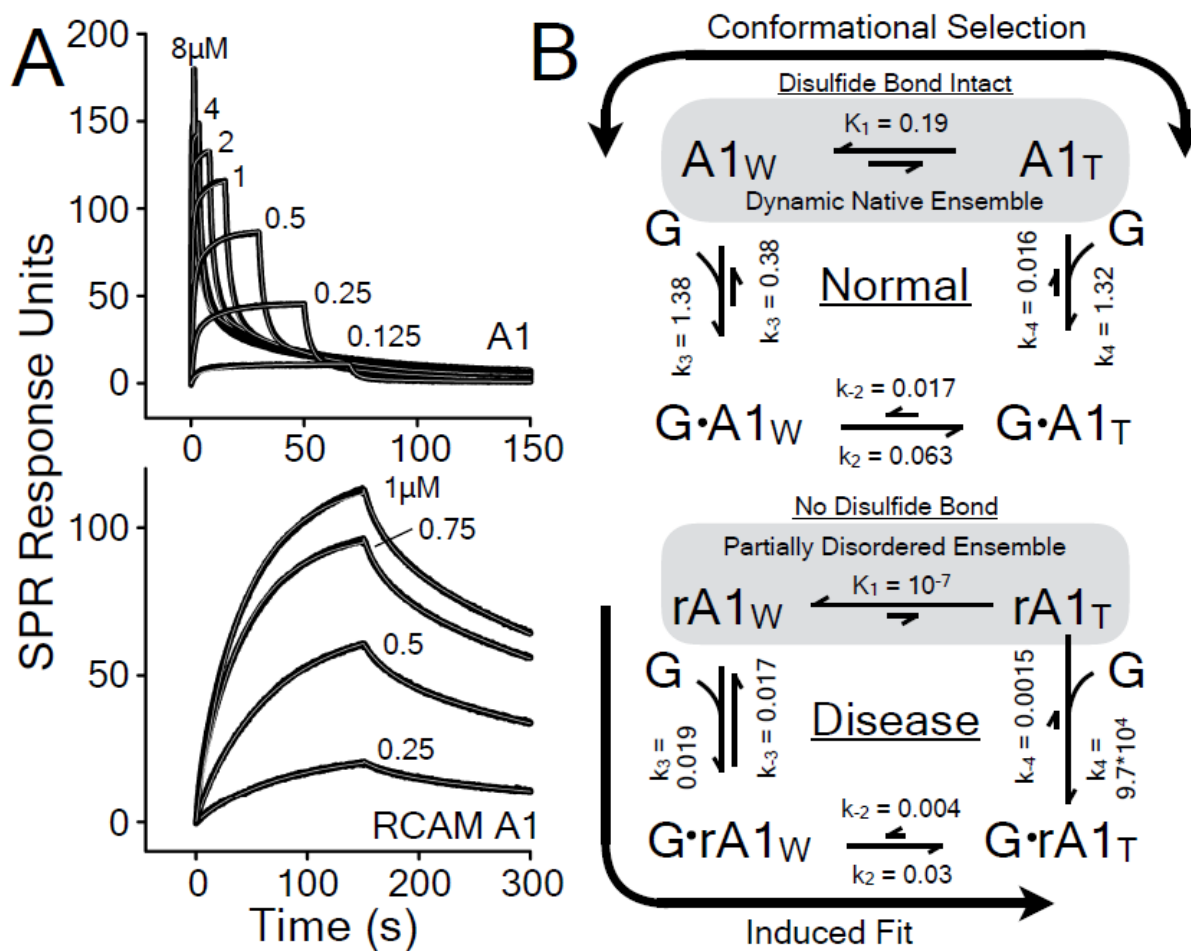 A
SPR Response Units
200
150
100
50
0
8µM
4
2
1
0.5
0.25
0.125
A1
0
50
100
150
100
50
0
1µM
0.75
0.5
0.25
RCAM A1
0
100
200
300
Time (s)
B
Conformational Selection
Disulfide Bond Intact
K1 = 0.19
A1W
A1T
Dynamic Native Ensemble
G
G
k3 = 1.38
k-3 = 0.38
Normal
k-4 = 0.016
k4 = 1.32
k-2 = 0.017
G•A1W
G•A1T
k2 = 0.063
No Disulfide Bond
Partially Disordered Ensemble
K1 = 10-7
rA1W
rA1T
G
G
k3 =
0.019
k-3 = 0.017
Disease
k-4 = 0.0015
k4 =
9.7*10⁴
k-2 = 0.004
G•rA1W
G•rA1T
k2 = 0.03
Induced Fit